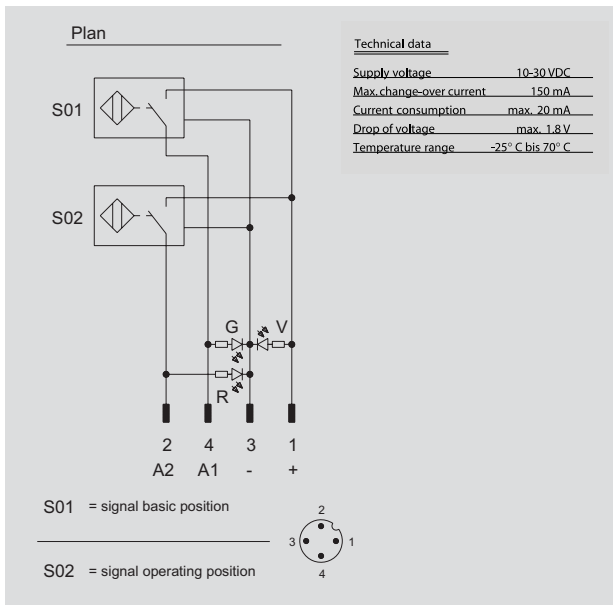 Plan
Technical data
Supply voltage 10-30 VDC
Max. change-over current 150 mA
Current consumption max. 20 mA
Drop of voltage max. 1.8 V
Temperature range -25° C bis 70° C
S01
S02
G V
R
2 4 3 1
A2 A1 - +
S01 = signal basic position
S02 = signal operating position
2
3 1
4